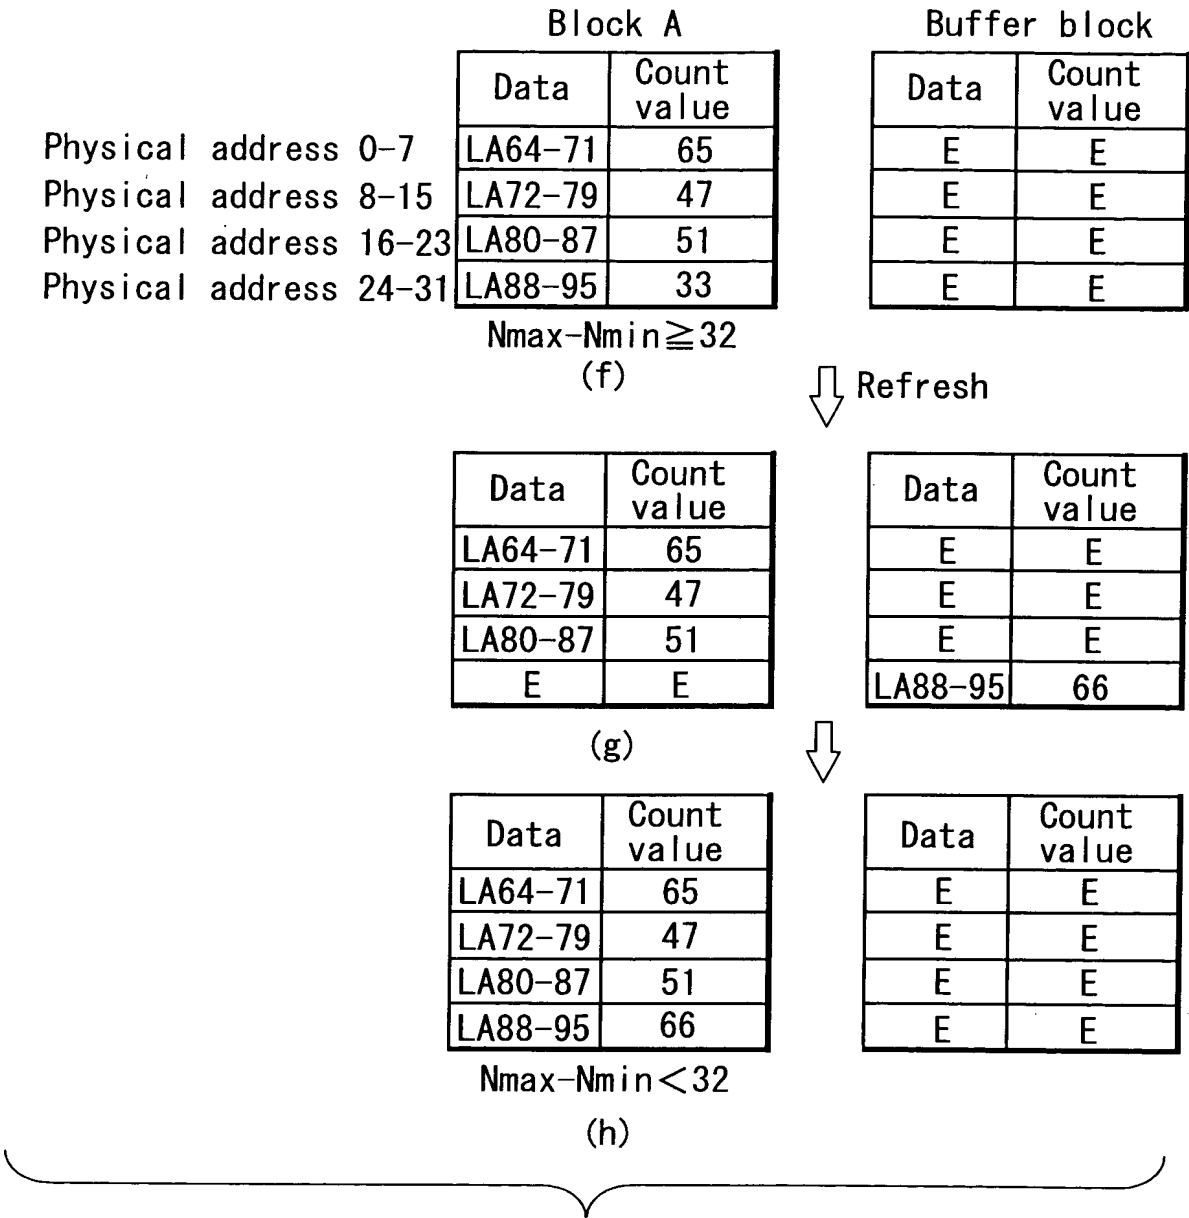 Block A Buffer block
Data Count value Data Count value
Physical address 0-7 LA64-71 65 E E
Physical address 8-15 LA72-79 47 E E
Physical address 16-23 LA80-87 51 E E
Physical address 24-31 LA88-95 33 E E
Nmax-Nmin≧32
(f)
Refresh
Data Count value Data Count value
LA64-71 65 E E
LA72-79 47 E E
LA80-87 51 E E
E E LA88-95 66
(g)
Data Count value Data Count value
LA64-71 65 E E
LA72-79 47 E E
LA80-87 51 E E
LA88-95 66 E E
Nmax-Nmin<32
(h)